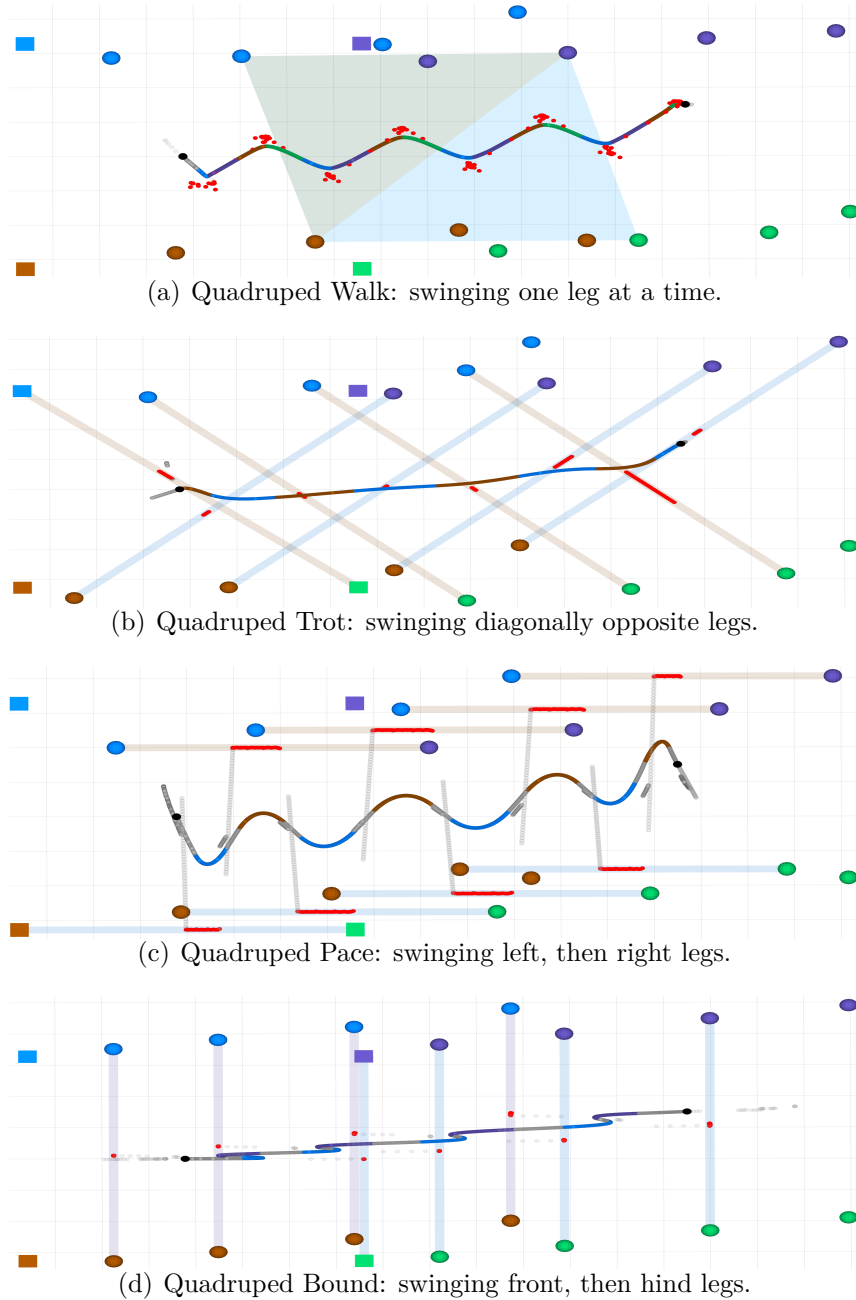 (a) Quadruped Walk: swinging one leg at a time.
(b) Quadruped Trot: swinging diagonally opposite legs.
(c) Quadruped Pace: swinging left, then right legs.
(d) Quadruped Bound: swinging front, then hind legs.